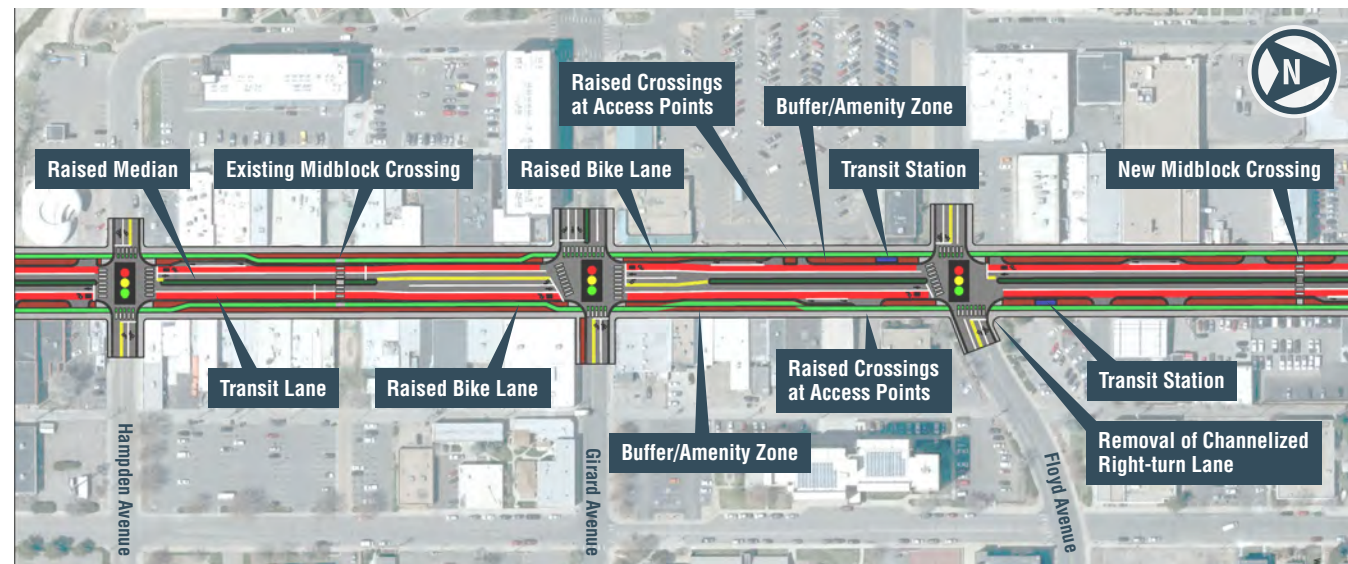 N
Raised Crossings
at Access Points
Buffer/Amenity Zone
Raised Median
Existing Midblock Crossing
Raised Bike Lane
Transit Station
New Midblock Crossing
Transit Lane
Raised Bike Lane
Raised Crossings
at Access Points
Transit Station
Buffer/Amenity Zone
Removal of Channelized
Right-turn Lane
Hampden Avenue
Girard Avenue
Floyd Avenue